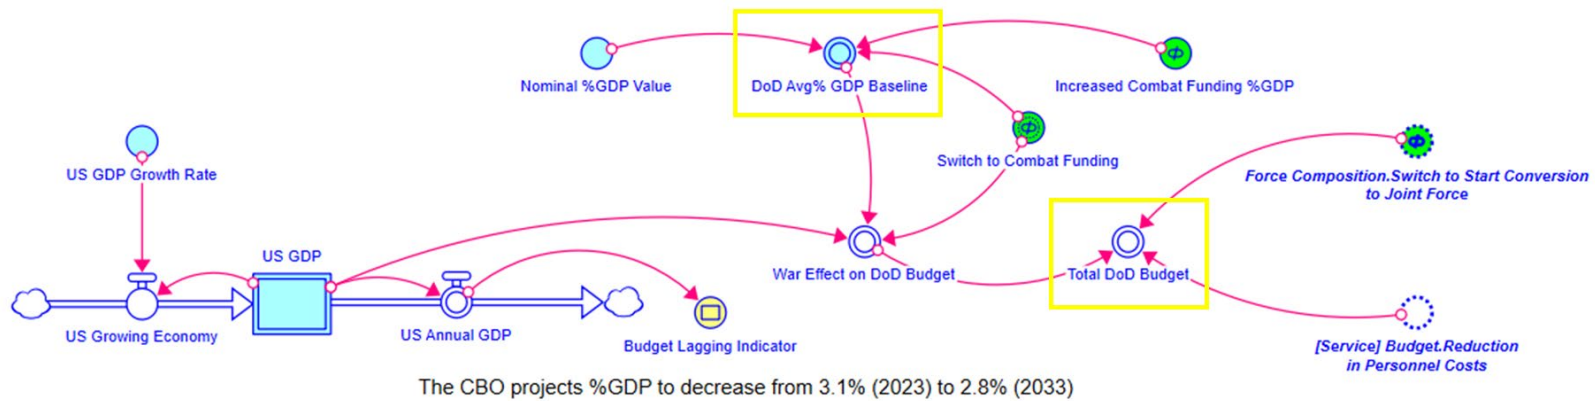 Nominal %GDP Value
DoD Avg% GDP Baseline
Increased Combat Funding %GDP
Switch to Combat Funding
US GDP Growth Rate
Force Composition.Switch to Start Conversion
to Joint Force
US GDP
War Effect on DoD Budget
Total DoD Budget
US Growing Economy
US Annual GDP
Budget Lagging Indicator
[Service] Budget.Reduction
in Personnel Costs
The CBO projects %GDP to decrease from 3.1% (2023) to 2.8% (2033)